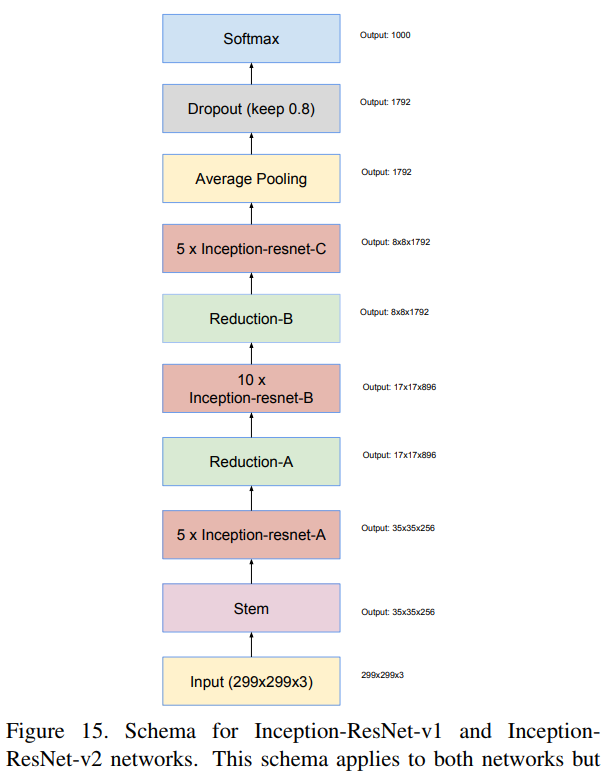 Softmax
Output: 1000
Dropout (keep 0.8)
Output: 1792
Average Pooling
Output: 1792
5 x Inception-resnet-C
Output: 8x8x1792
Reduction-B
Output: 8x8x1792
10 x
Inception-resnet-B
Output: 17x17x896
Reduction-A
Output: 17x17x896
5 x Inception-resnet-A
Output: 35x35x256
Stem
Output: 35x35x256
Input (299x299x3)
299x299x3
Figure 15. Schema for Inception-ResNet-v1 and Inception-
ResNet-v2 networks. This schema applies to both networks but